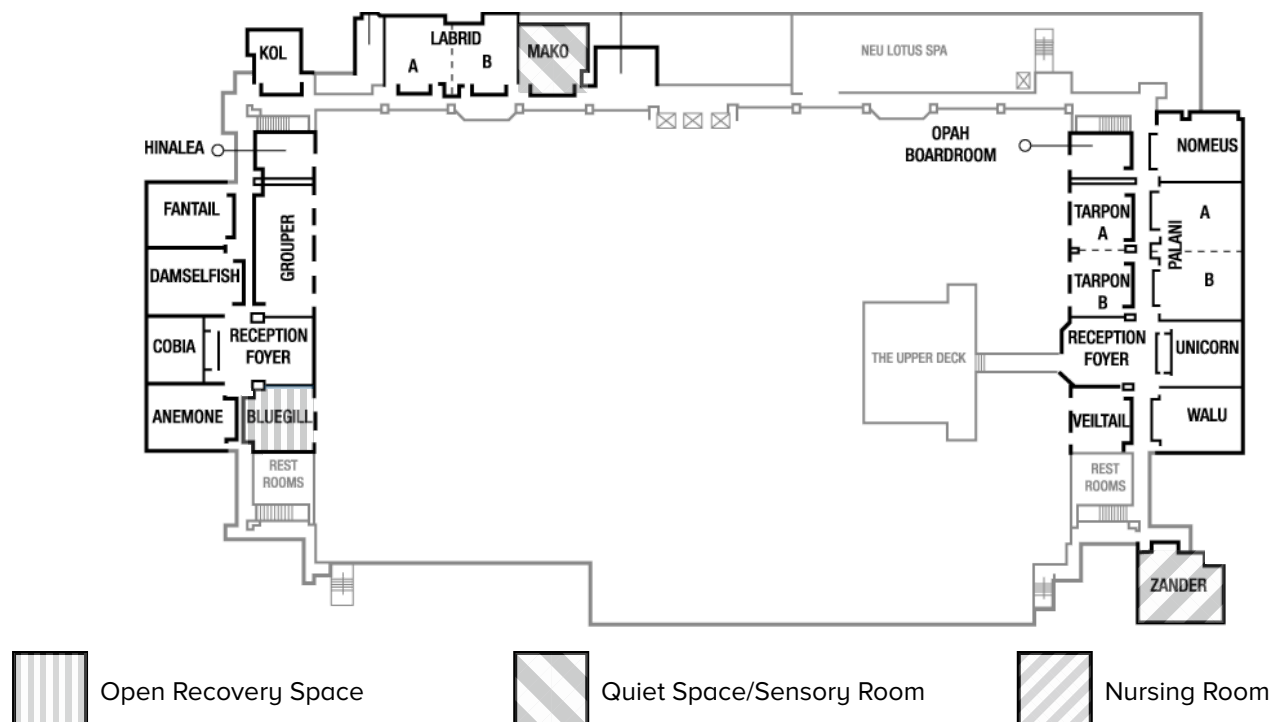 KOL
LABRID
A
B
MAKO
NEU LOTUS SPA
HINALEA
OPAH
BOARDROOM
NOMEUS
FANTAIL
GROUPER
TARPON
A
PALANI
A
DAMSELFISH
TARPON
B
B
COBIA
RECEPTION
FOYER
THE UPPER DECK
RECEPTION
FOYER
UNICORN
ANEMONE
BLUEGILL
VEILTAIL
WALU
REST
ROOMS
REST
ROOMS
ZANDER
Open Recovery Space
Quiet Space/Sensory Room
Nursing Room